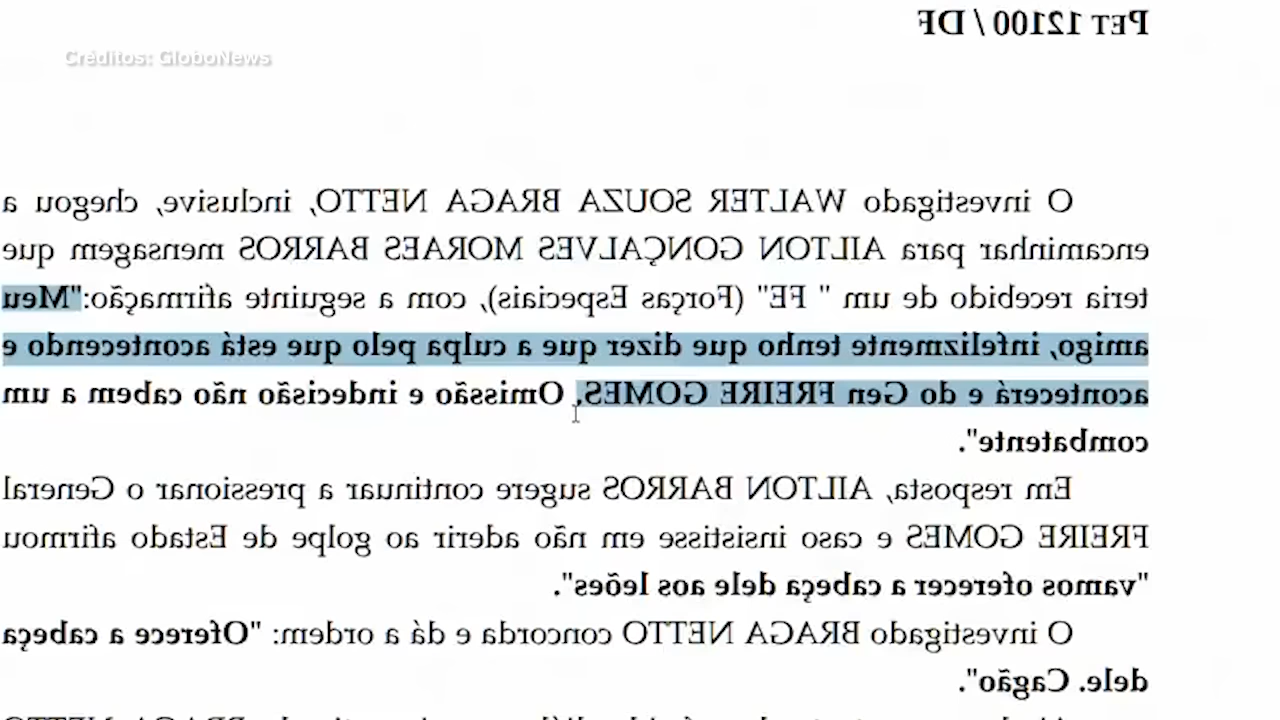 PET 12100 / DF
Créditos: GloboNews
O investigado WALTER SOUZA BRAGA NETTO, inclusive, chegou a
encaminhar para AILTON GONÇALVES MORAES BARROS mensagem que
teria recebido de um " FE" (Forças Especiais), com a seguinte afirmação:"Meu
amigo, infelizmente tenho que dizer que a culpa pelo que está acontecendo e
acontecerá e do Gen FREIRE GOMES. Omissão e indecisão não cabem a um
combatente".
Em resposta, AILTON BARROS sugere continuar a pressionar o General
FREIRE GOMES e caso insistisse em não aderir ao golpe de Estado afirmou
"vamos oferecer a cabeça dele aos leões".
O investigado BRAGA NETTO concorda e dá a ordem: "Oferece a cabeça
dele. Cagão".